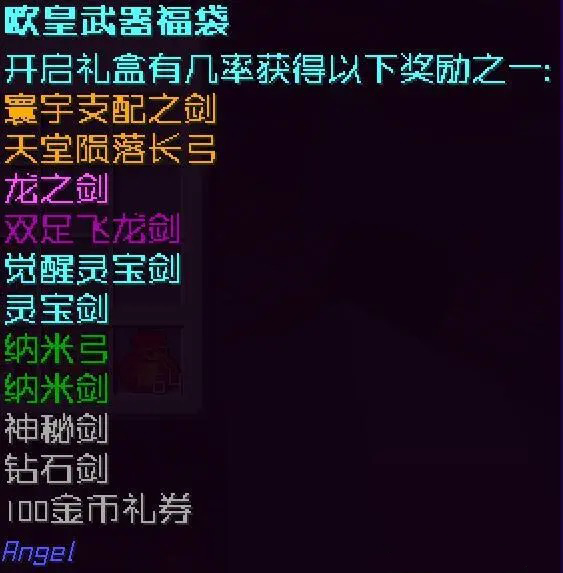 欧皇武器福袋
开启礼盒有几率获得以下奖励之一:
寰宇支配之剑
天堂陨落长弓
龙之剑
双足飞龙剑
觉醒灵宝剑
灵宝剑
纳米弓
纳米剑
64
神秘剑
钻石剑
100金币礼券
Angel